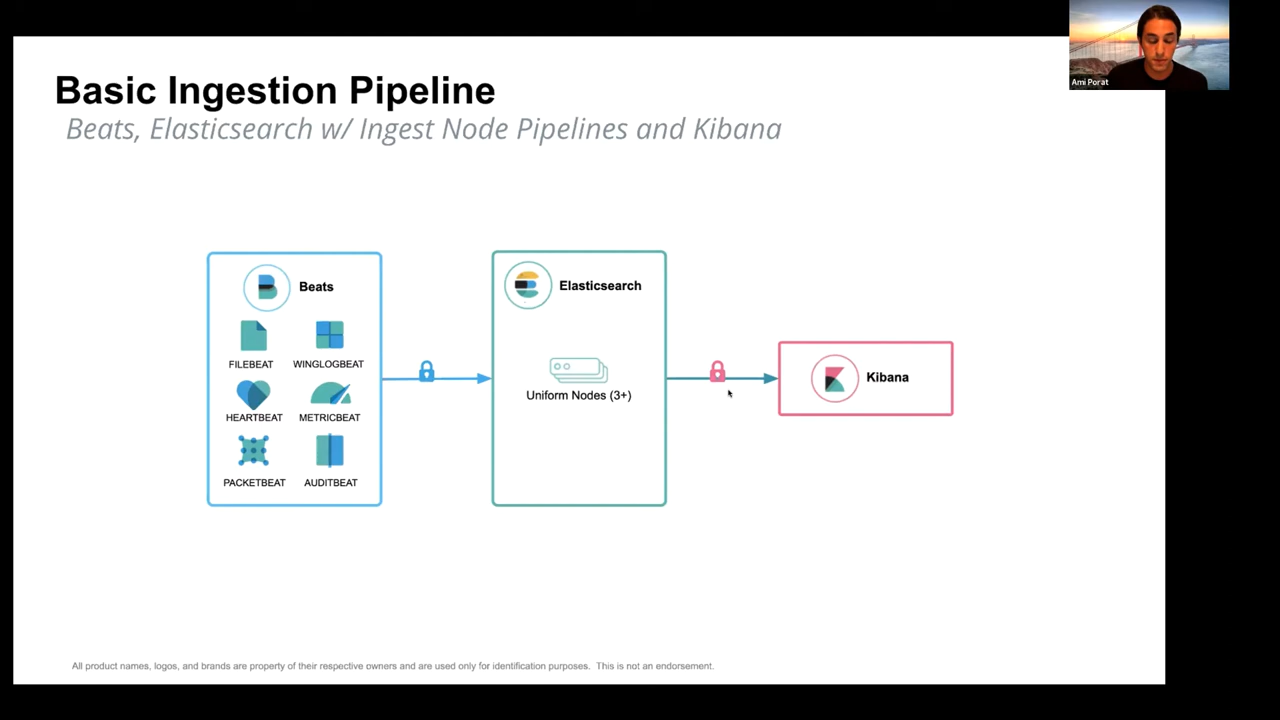 Basic Ingestion Pipeline
Beats, Elasticsearch w/ Ingest Node Pipelines and Kibana
Ami Porat
Beats
FILEBEAT
WINGLOGBEAT
HEARTBEAT
METRICBEAT
PACKETBEAT
AUDITBEAT
Elasticsearch
Uniform Nodes (3+)
Kibana
All product names, logos, and brands are property of their respective owners and are used only for identification purposes. This is not an endorsement.